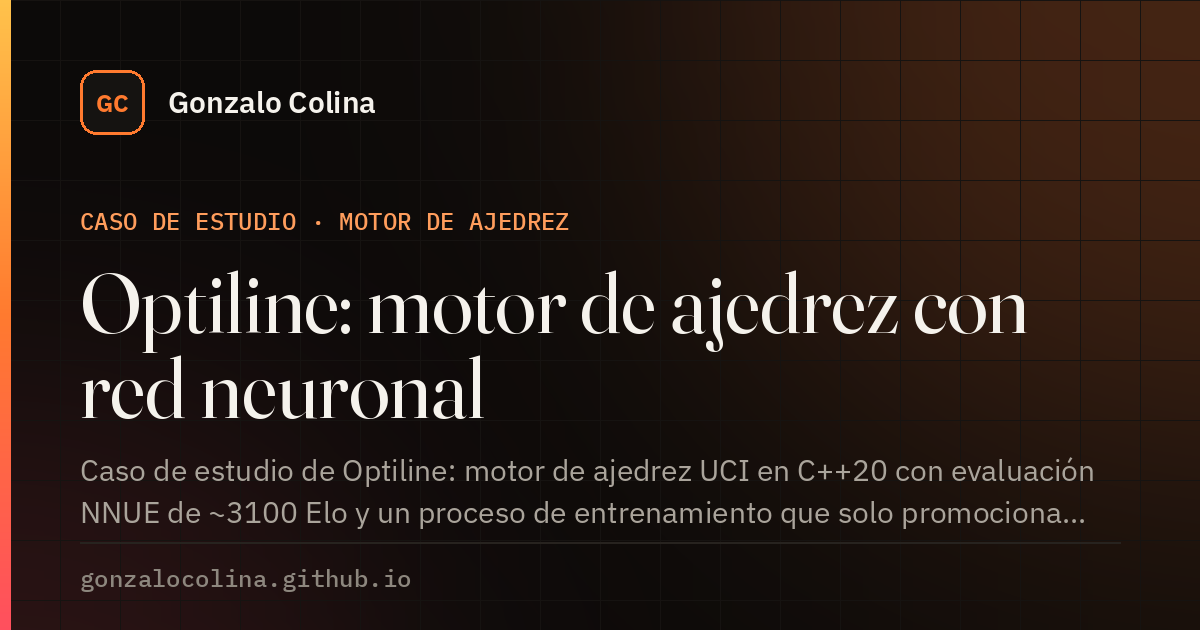 GC
Gonzalo Colina
CASO DE ESTUDIO · MOTOR DE AJEDREZ
Optiline: motor de ajedrez con
red neuronal
Caso de estudio de Optiline: motor de ajedrez UCI en C++20 con evaluación
NNUE de ~3100 Elo y un proceso de entrenamiento que solo promociona…
gonzalocolina.github.io